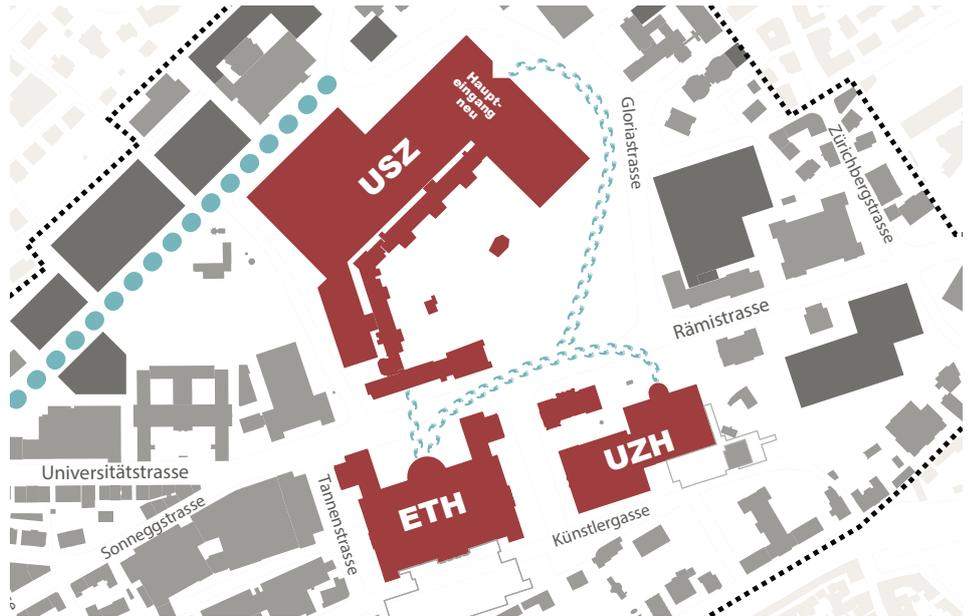 Haupt-
eingang
neu
USZ
Gloriastrasse
Zürichbergstrasse
Rämistrasse
UZH
ETH
Universitätstrasse
Sonneggstrasse
Tannenstrasse
Künstlergasse